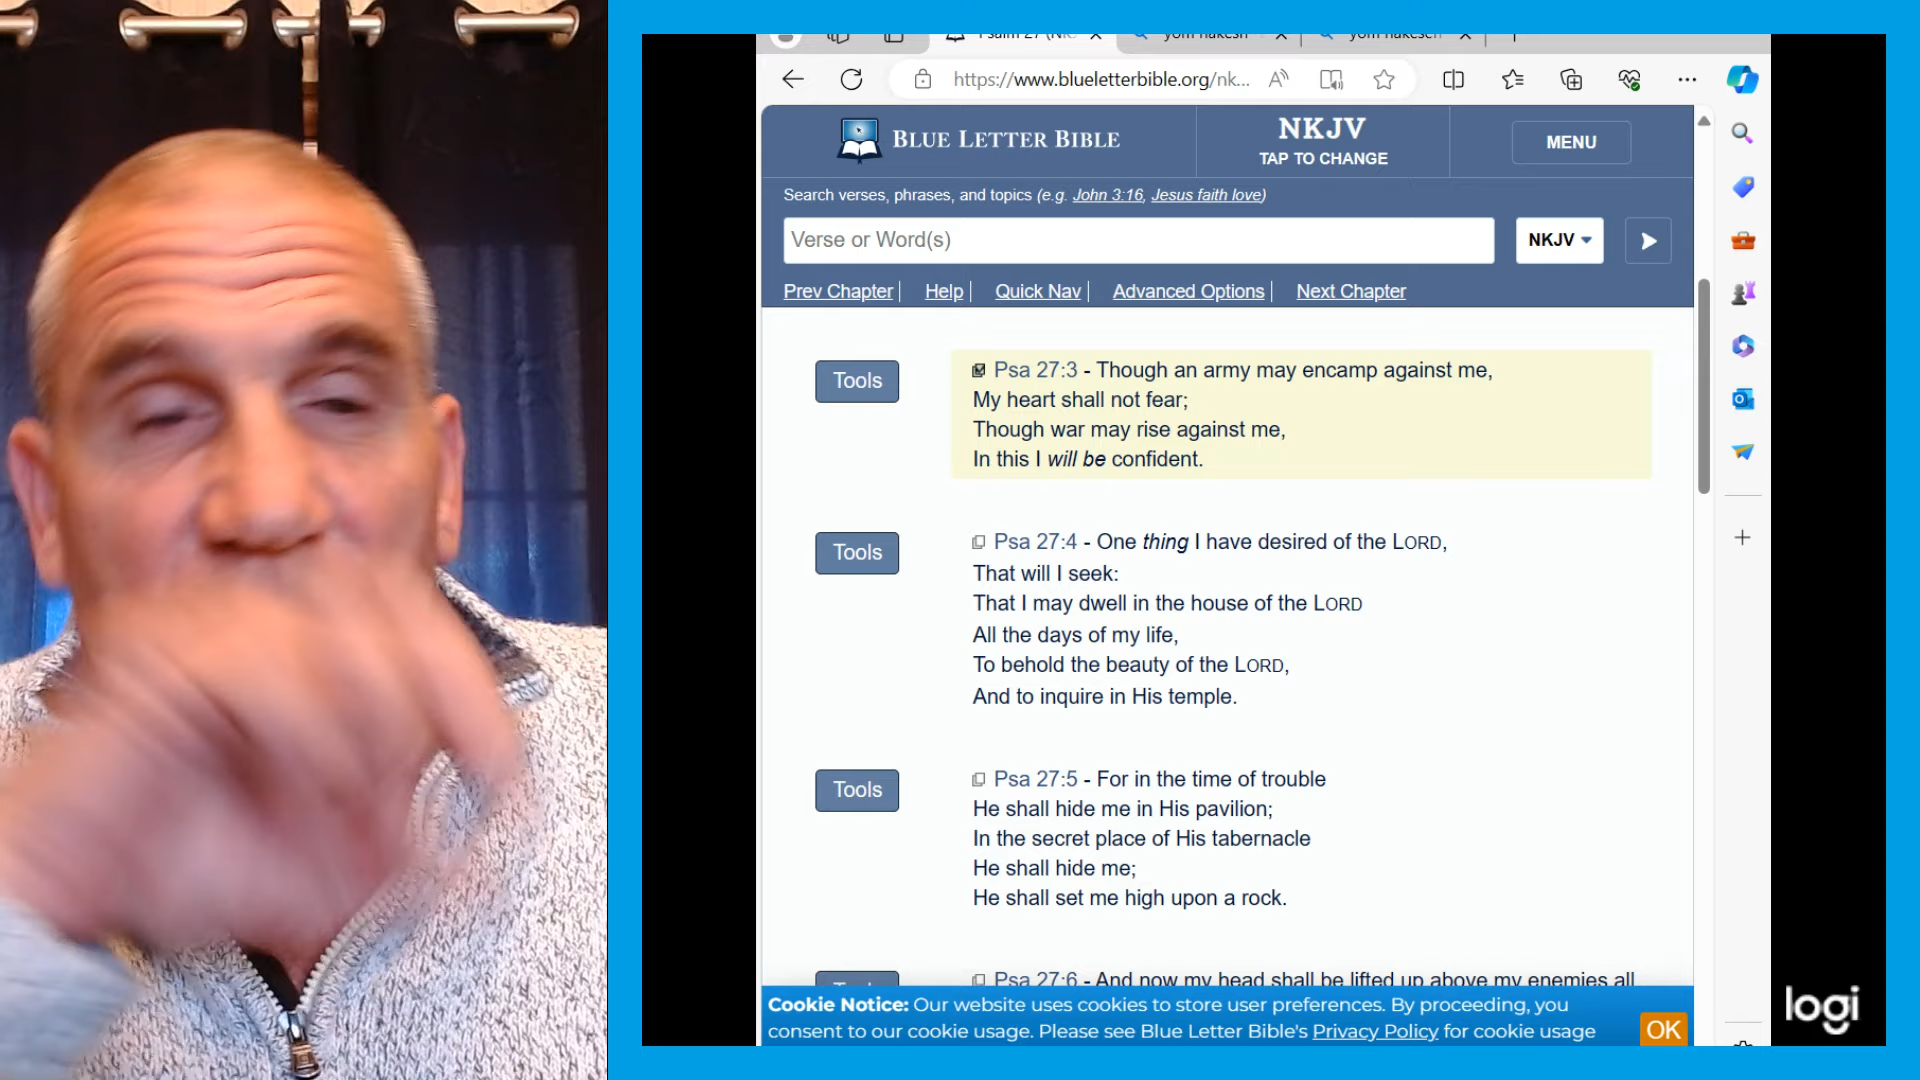 Psalm 27 (NK
yom hakesh
yom hakeseh
https://www.blueletterbible.org/nk...
BLUE LETTER BIBLE
NKJV
TAP TO CHANGE
MENU
Search verses, phrases, and topics (e.g. John 3:16, Jesus faith love)
Verse or Word(s)
NKJV
Prev Chapter
Help
Quick Nav
Advanced Options
Next Chapter
Tools
Psa 27:3 - Though an army may encamp against me,
My heart shall not fear;
Though war may rise against me,
In this I will be confident.
Tools
Psa 27:4 - One thing I have desired of the LORD,
That will I seek:
That I may dwell in the house of the LORD
All the days of my life,
To behold the beauty of the LORD,
And to inquire in His temple.
Tools
Psa 27:5 - For in the time of trouble
He shall hide me in His pavilion;
In the secret place of His tabernacle
He shall hide me;
He shall set me high upon a rock.
Psa 27:6 - And now my head shall be lifted up above my enemies all
Cookie Notice: Our website uses cookies to store user preferences. By proceeding, you
consent to our cookie usage. Please see Blue Letter Bible's Privacy Policy for cookie usage
OK
logi